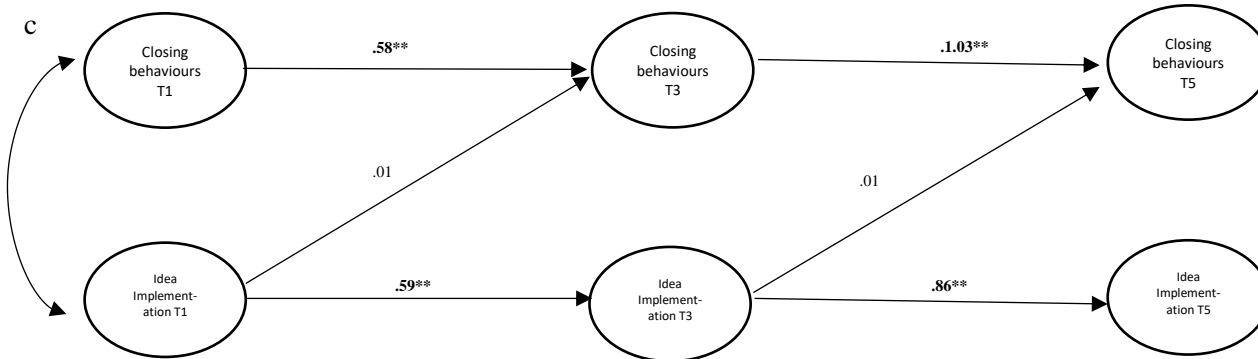 c
Closing
behaviours
T1
.58**
Closing
behaviours
T3
.1.03**
Closing
behaviours
T5
.01
.01
Idea
Implement-
ation T1
.59**
Idea
Implement-
ation T3
.86**
Idea
Implement-
ation T5